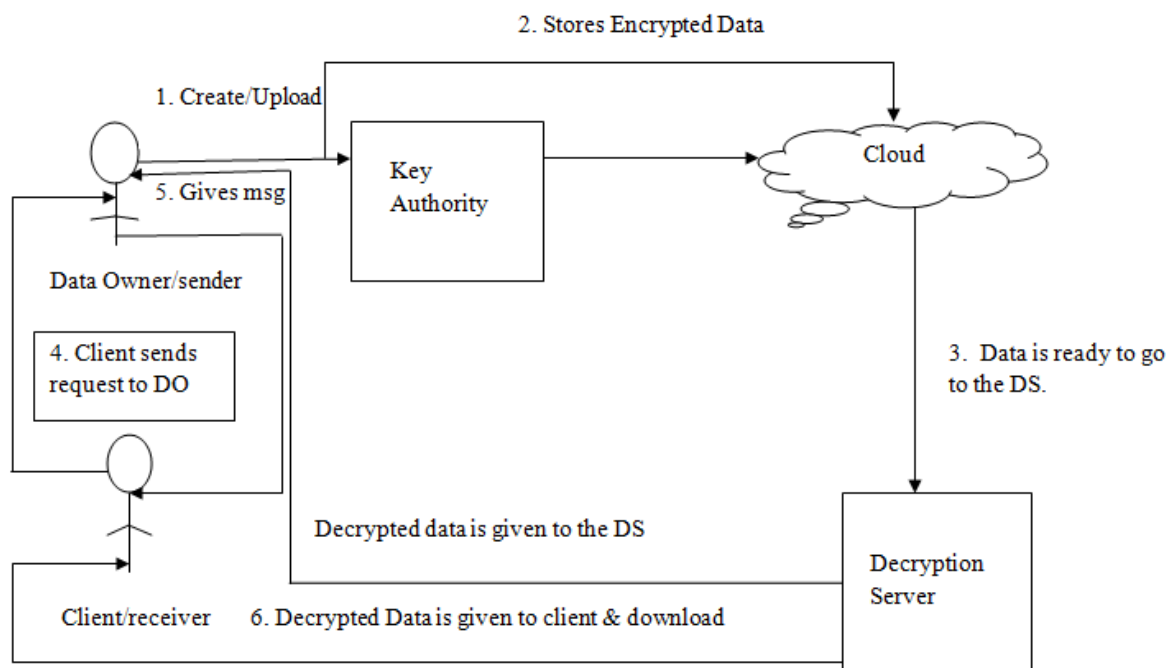 2. Stores Encrypted Data
1. Create/Upload
Cloud
Key
Authority
5. Gives msg
Data Owner/sender
4. Client sends
request to DO
3. Data is ready to go
to the DS.
Decrypted data is given to the DS
Decryption
Server
Client/receiver
6. Decrypted Data is given to client & download